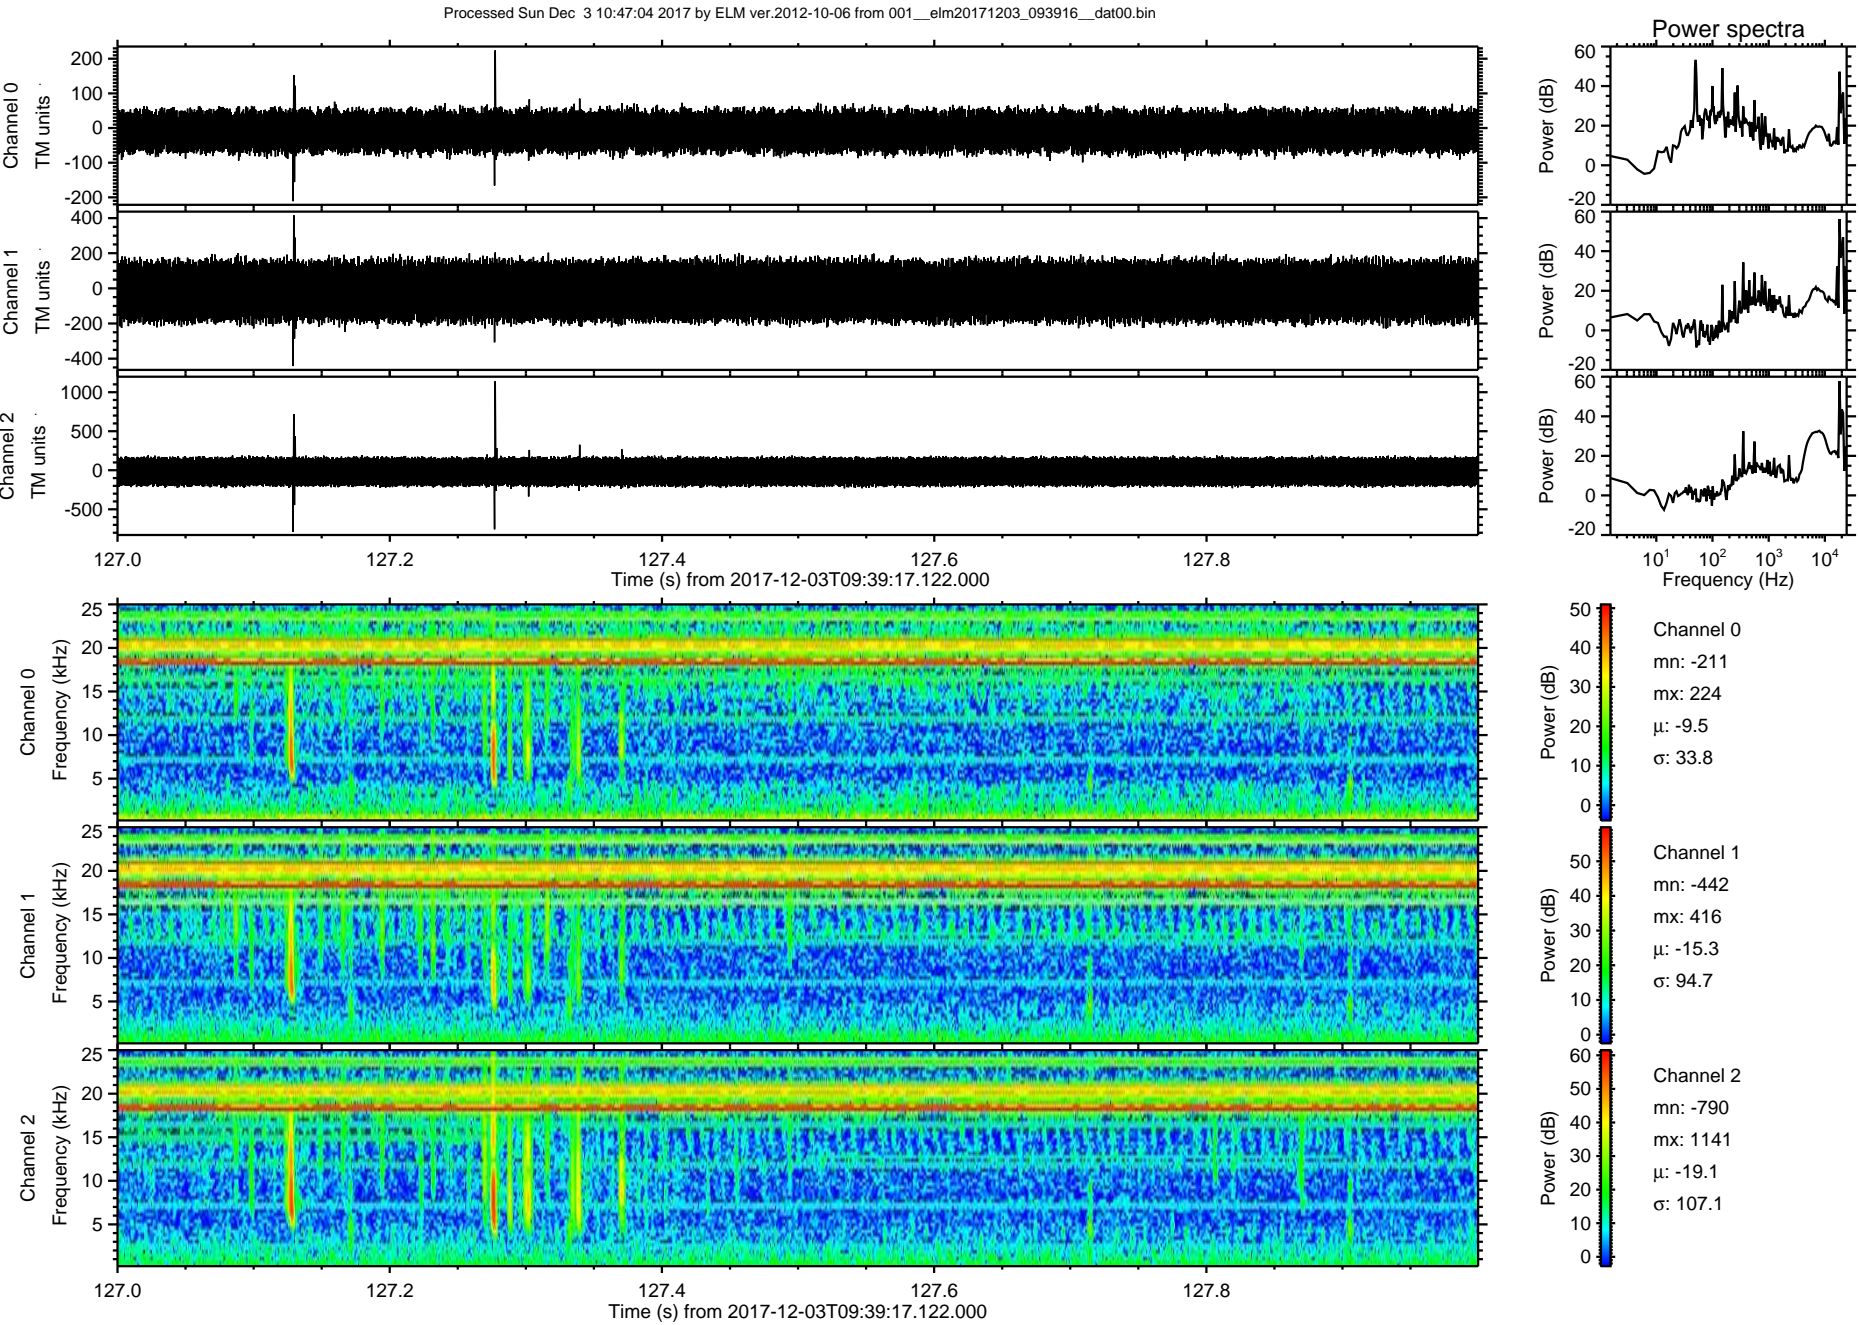 Processed Sun Dec  3 10:47:04 2017 by ELM ver.2012-10-06 from 001__elm20171203_093916__dat00.bin
Power spectra
Channel 0
TM units
200
100
0
-100
-200
Power (dB)
60
40
20
0
-20
Channel 1
TM units
400
200
0
-200
-400
Power (dB)
60
40
20
0
-20
Channel 2
TM units
1000
500
0
-500
Power (dB)
60
40
20
0
-20
127.0 127.2 127.4 127.6 127.8
Time (s) from 2017-12-03T09:39:17.122.000
10¹ 10² 10³ 10⁴
Frequency (Hz)
Channel 0
Frequency (kHz)
25
20
15
10
5
Power (dB)
50
40
30
20
10
0
Channel 0
mn: -211
mx: 224
μ: -9.5
σ: 33.8
Channel 1
Frequency (kHz)
25
20
15
10
5
Power (dB)
50
40
30
20
10
0
Channel 1
mn: -442
mx: 416
μ: -15.3
σ: 94.7
Channel 2
Frequency (kHz)
25
20
15
10
5
Power (dB)
60
50
40
30
20
10
0
Channel 2
mn: -790
mx: 1141
μ: -19.1
σ: 107.1
127.0 127.2 127.4 127.6 127.8
Time (s) from 2017-12-03T09:39:17.122.000